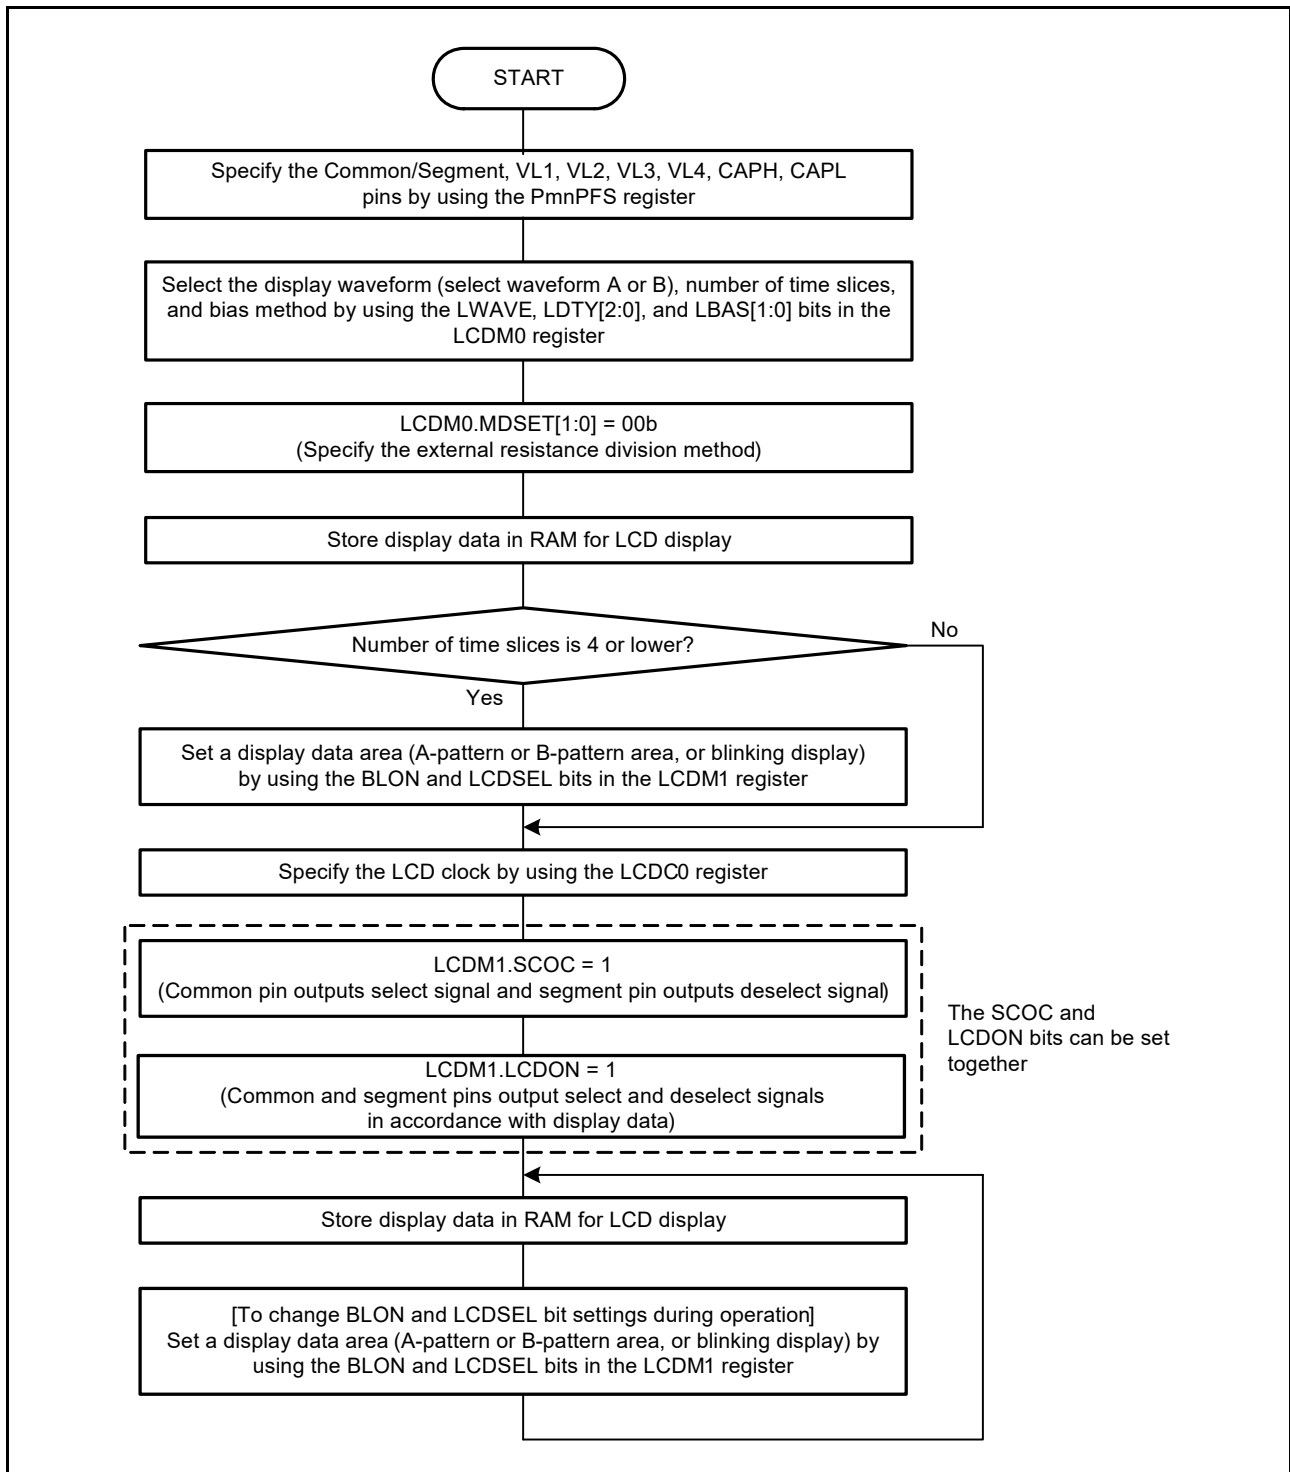 START
Specify the Common/Segment, VL1, VL2, VL3, VL4, CAPH, CAPL
pins by using the PmnPFS register
Select the display waveform (select waveform A or B), number of time slices,
and bias method by using the LWAVE, LDTY[2:0], and LBAS[1:0] bits in the
LCDM0 register
LCDM0.MDSET[1:0] = 00b
(Specify the external resistance division method)
Store display data in RAM for LCD display
Number of time slices is 4 or lower?
No
Yes
Set a display data area (A-pattern or B-pattern area, or blinking display)
by using the BLON and LCDSEL bits in the LCDM1 register
Specify the LCD clock by using the LCDC0 register
LCDM1.SCOC = 1
(Common pin outputs select signal and segment pin outputs deselect signal)
The SCOC and
LCDON bits can be set
together
LCDM1.LCDON = 1
(Common and segment pins output select and deselect signals
in accordance with display data)
Store display data in RAM for LCD display
[To change BLON and LCDSEL bit settings during operation]
Set a display data area (A-pattern or B-pattern area, or blinking display) by
using the BLON and LCDSEL bits in the LCDM1 register